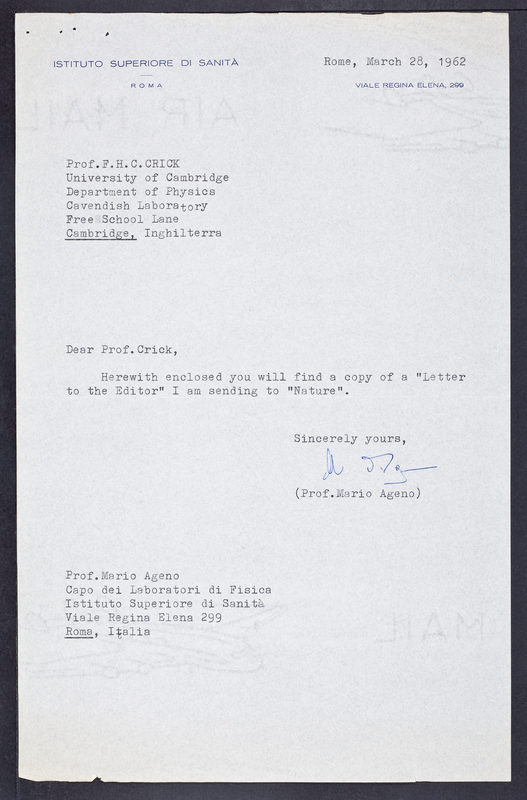 ISTITUTO SUPERIORE DI SANITÀ
ROMA
Rome, March 28, 1962
VIALE REGINA ELENA, 299
AIR MAIL
Prof.F.H.C.CRICK
University of Cambridge
Department of Physics
Cavendish Laboratory
Free School Lane
Cambridge, Inghilterra
Dear Prof.Crick,
Herewith enclosed you will find a copy of a "Letter
to the Editor" I am sending to "Nature".
Sincerely yours,
(Prof.Mario Ageno)
Prof.Mario Ageno
Capo dei Laboratori di Fisica
Istituto Superiore di Sanità
Viale Regina Elena 299
Roma, Italia
MAIL